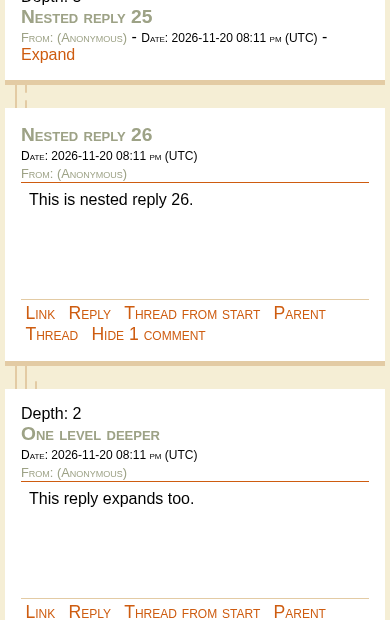 Nested reply 25
From: (Anonymous) - Date: 2026-11-20 08:11 pm (UTC) -
Expand
Nested reply 26
Date: 2026-11-20 08:11 pm (UTC)
From: (Anonymous)
This is nested reply 26.
Link Reply Thread from start Parent
Thread Hide 1 comment
Depth: 2
One level deeper
Date: 2026-11-20 08:11 pm (UTC)
From: (Anonymous)
This reply expands too.
Link Reply Thread from start Parent